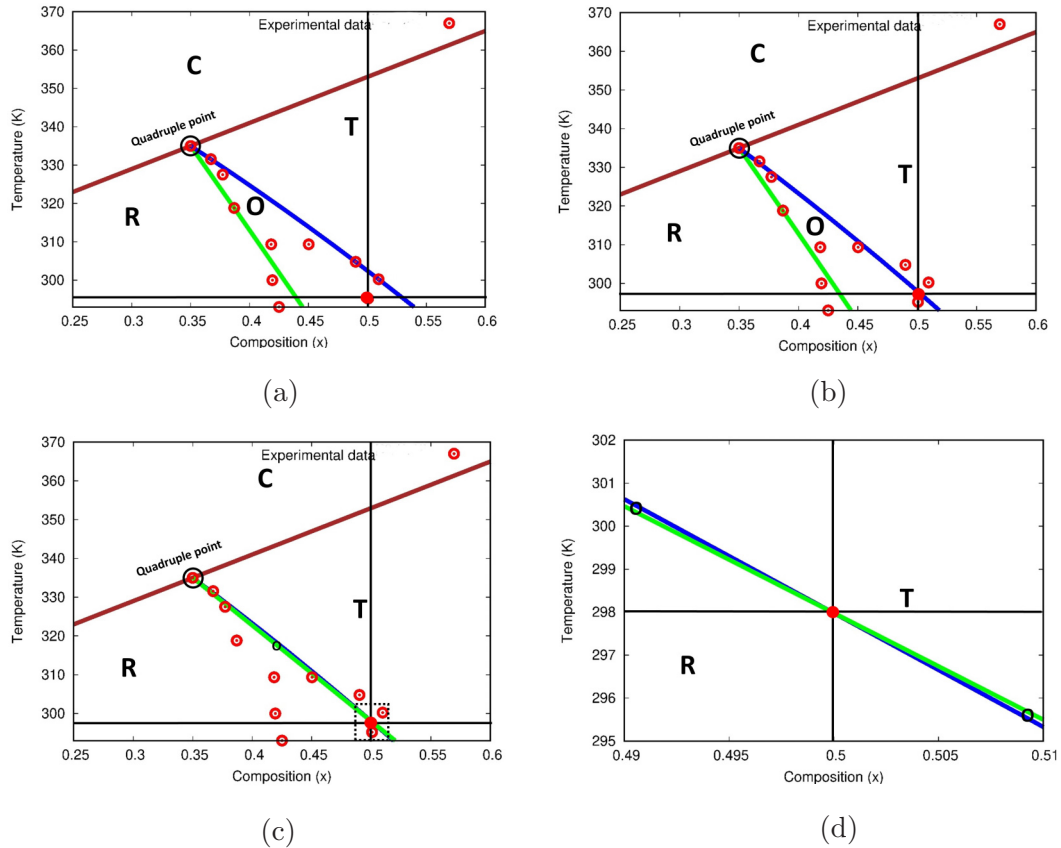 370
360
350
340
330
320
310
300
0.25
0.3
0.35
0.4
0.45
0.5
0.55
0.6
Temperature (K)
Composition (x)
Experimental data
C
Quadruple point
T
R
O
(a)
370
360
350
340
330
320
310
300
0.25
0.3
0.35
0.4
0.45
0.5
0.55
0.6
Temperature (K)
Composition (x)
Experimental data
C
Quadruple point
T
R
O
(b)
370
360
350
340
330
320
310
300
0.25
0.3
0.35
0.4
0.45
0.5
0.55
0.6
Temperature (K)
Composition (x)
Experimental data
C
Quadruple point
T
O
R
(c)
302
301
300
299
298
297
296
295
0.49
0.495
0.5
0.505
0.51
Temperature (K)
Composition (x)
O
T
R
O
(d)